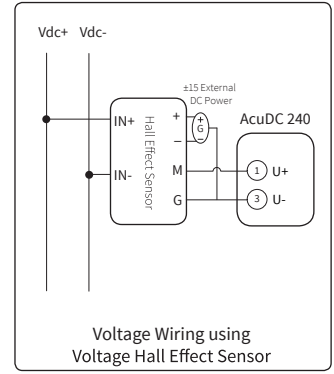 Vdc+ Vdc-
±15 External
DC Power
AcuDC 240
IN+
IN-
Hall Effect Sensor
+
−
M
G
+
G
−
1 U+
3 U-
Voltage Wiring using
Voltage Hall Effect Sensor